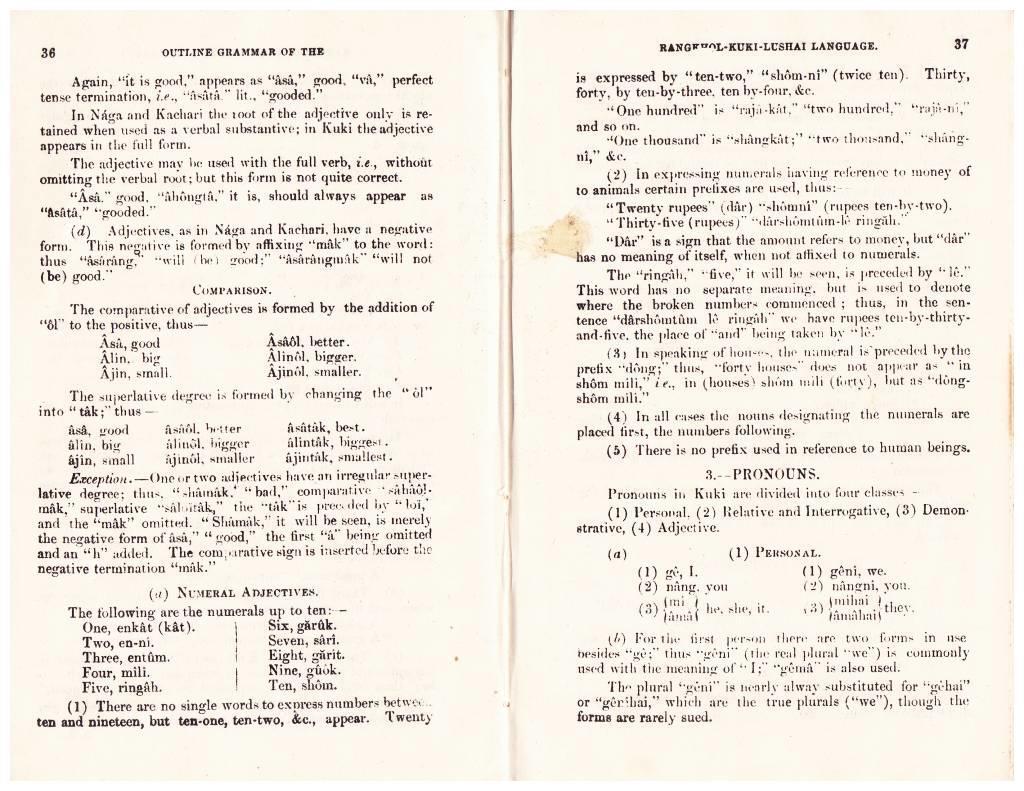 36
OUTLINE GRAMMAR OF THE
Again, "it is good," appears as "âsâ," good, "vâ," perfect
tense termination, i.e., "âsâtâ," lit., "gooded."
In Nága and Kachari the root of the adjective only is re-
tained when used as a verbal substantive; in Kuki the adjective
appears in the full form.
The adjective may be used with the full verb, i.e., without
omitting the verbal root; but this form is not quite correct.
"Âsâ," good, "âhôngtâ," it is, should always appear as
"âsâtâ," "gooded."
(d) Adjectives, as in Nága and Kachari, have a negative
form. This negative is formed by affixing "mâk" to the word:
thus "âsârâng," "will (be) good;" "âsârângmâk" "will not
(be) good."
COMPARISON.
The comparative of adjectives is formed by the addition of
"ôl" to the positive, thus—
Âsâ, good Âsâôl, better.
Âlin, big Âlinôl, bigger.
Âjin, small. Âjinôl, smaller.
The superlative degree is formed by changing the "ôl"
into "tâk;" thus—
âsâ, good âsâôl, better âsâtâk, best.
âlin, big âlinôl, bigger âlintâk, biggest.
âjin, small âjinôl, smaller âjintâk, smallest.
Exception.—One or two adjectives have an irregular super-
lative degree; thus, "shâmâk," "bad," comparative
mâk," superlative the "tâk" is preceded by "loï,"
and the "mâk" omitted. "Shâmâk," it will be seen, is merely
the negative form of âsâ," "good," the first "â" being omitted
and an "h" added. The comparative sign is inserted before the
negative termination "mâk."
(a) NUMERAL ADJECTIVES.
The following are the numerals up to ten:—
One, enkât (kât). Six, gărûk.
Two, en-ni. Seven, sâri.
Three, entûm. Eight, gărit.
Four, mili. Nine, gûôk.
Five, ringâh. Ten, shôm.
(1) There are no single words to express numbers
ten and nineteen, but ten-one, ten-two, &c., appear. Twenty
RANGKHOL-KUKI-LUSHAI LANGUAGE.
37
is expressed by "ten-two," "shôm-ni" (twice ten). Thirty,
forty, by ten-by-three, ten by-four, &c.
"One hundred" is "rajâ-kât," "two hundred," "rajâ-ni,"
and so on.
"One thousand" is "shângkât;" "two thousand," "shâng-
nî," &c.
(2) In expressing numerals having reference to money of
to animals certain prefixes are used, thus:—
"Twenty rupees" (dâr) "shômnî" (rupees ten-by-two).
"Thirty-five (rupees)" "dârshômtûm-lê ringâh."
"Dâr" is a sign that the amount refers to money, but "dâr"
has no meaning of itself, when not affixed to numerals.
The "ringâh," "five," it will be seen, is preceded by "lê."
This word has no separate meaning, but is used to denote
where the broken numbers commenced; thus, in the sen-
tence "dârshômtûm lê ringâh" we have rupees ten-by-thirty-
and-five, the place of "and" being taken by "lê."
(3) In speaking of houses, the numeral is preceded by the
prefix "dông;" thus, "forty houses" does not appear as "in
shôm mili," i.e., in (houses) shôm mili (forty), but as "dông-
shôm mili."
(4) In all cases the nouns designating the numerals are
placed first, the numbers following.
(5) There is no prefix used in reference to human beings.
3.--PRONOUNS.
Pronouns in Kuki are divided into four classes —
(1) Personal, (2) Relative and Interrogative, (3) Demon-
strative, (4) Adjective.
(a) (1) PERSONAL.
(1) gê, I. (1) gêni, we.
(2) nâng, you (2) nângni, you.
(3) {mi / âmâ} he, she, it. (3) {mihai / âmâhai} they.
(b) For the first person there are two forms in use
besides "gê;" thus "gêni" (the real plural "we") is commonly
used with the meaning of "I;" "gêmâ" is also used.
The plural "gêni" is nearly alway substituted for "gêhai"
or which are the true plurals ("we"), though the
forms are rarely sued.